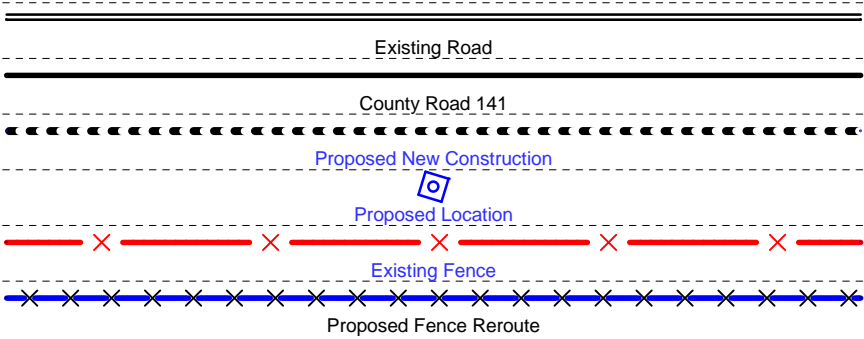 Existing Road
County Road 141
Proposed New Construction
Proposed Location
Existing Fence
Proposed Fence Reroute